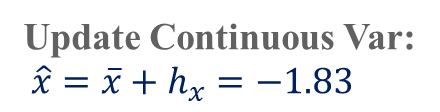 Update Continuous Var:
x̂ = x̄ + hₓ = −1.83